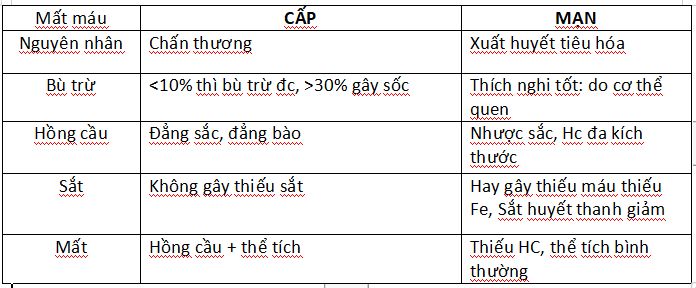 Mất máu CẤP MẠN
Nguyên nhân Chấn thương Xuất huyết tiêu hóa
Bù trừ <10% thì bù trừ đc, >30% gây sốc Thích nghi tốt: do cơ thể
quen
Hồng cầu Đẳng sắc, đẳng bào Nhược sắc, Hc đa kích
thước
Sắt Không gây thiếu sắt Hay gây thiếu máu thiếu
Fe, Sắt huyết thanh giảm
Mất Hồng cầu + thể tích Thiếu HC, thể tích bình
thường